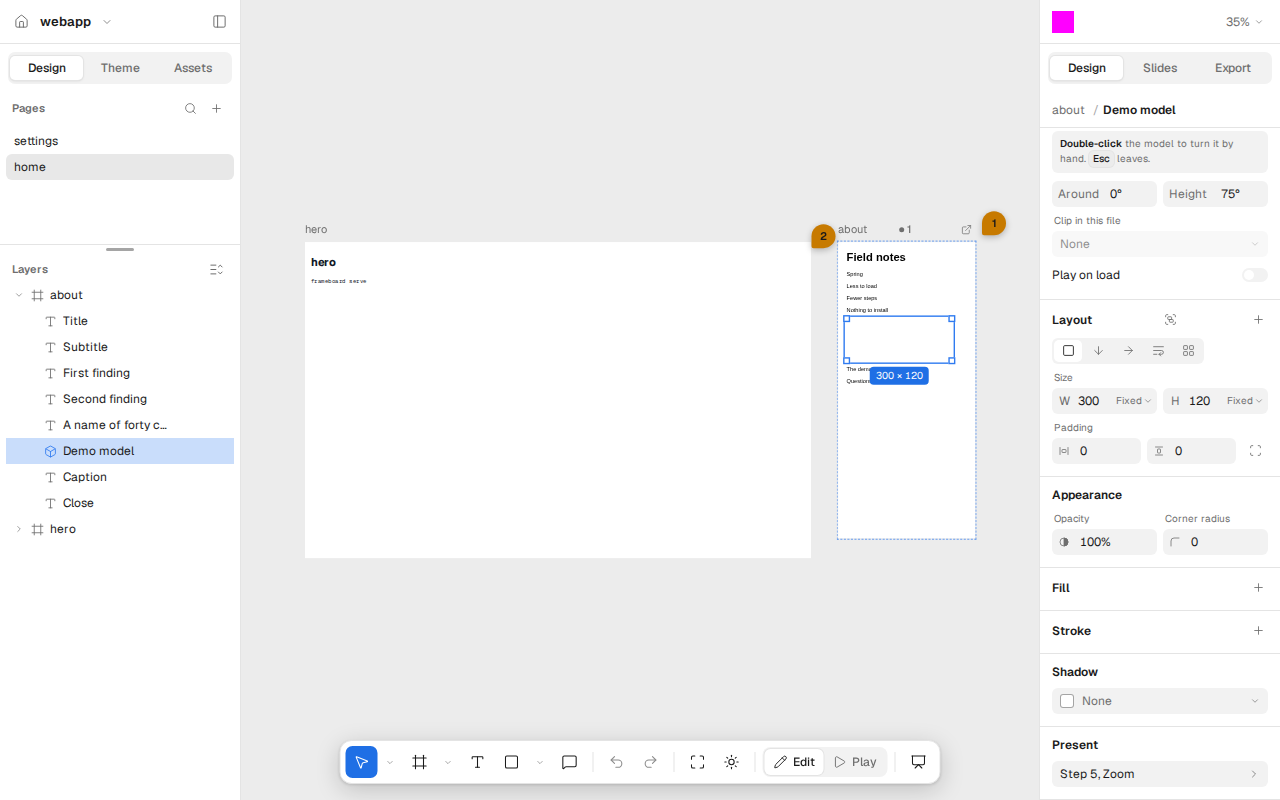 webapp
Design
Theme
Assets
Pages
settings
home
Layers
about
Title
Subtitle
First finding
Second finding
A name of forty c…
Demo model
Caption
Close
hero
hero
hero
frameboard serve
2
about
1
1
Field notes
Spring
Less to load
Fewer steps
Nothing to install
300 × 120
Edit
Play
35%
Design
Slides
Export
about / Demo model
Double-click the model to turn it by
hand. Esc leaves.
Around 0°
Height 75°
Clip in this file
None
Play on load
Layout
Size
W 300 Fixed
H 120 Fixed
Padding
0
0
Appearance
Opacity
Corner radius
100%
0
Fill
Stroke
Shadow
None
Present
Step 5, Zoom